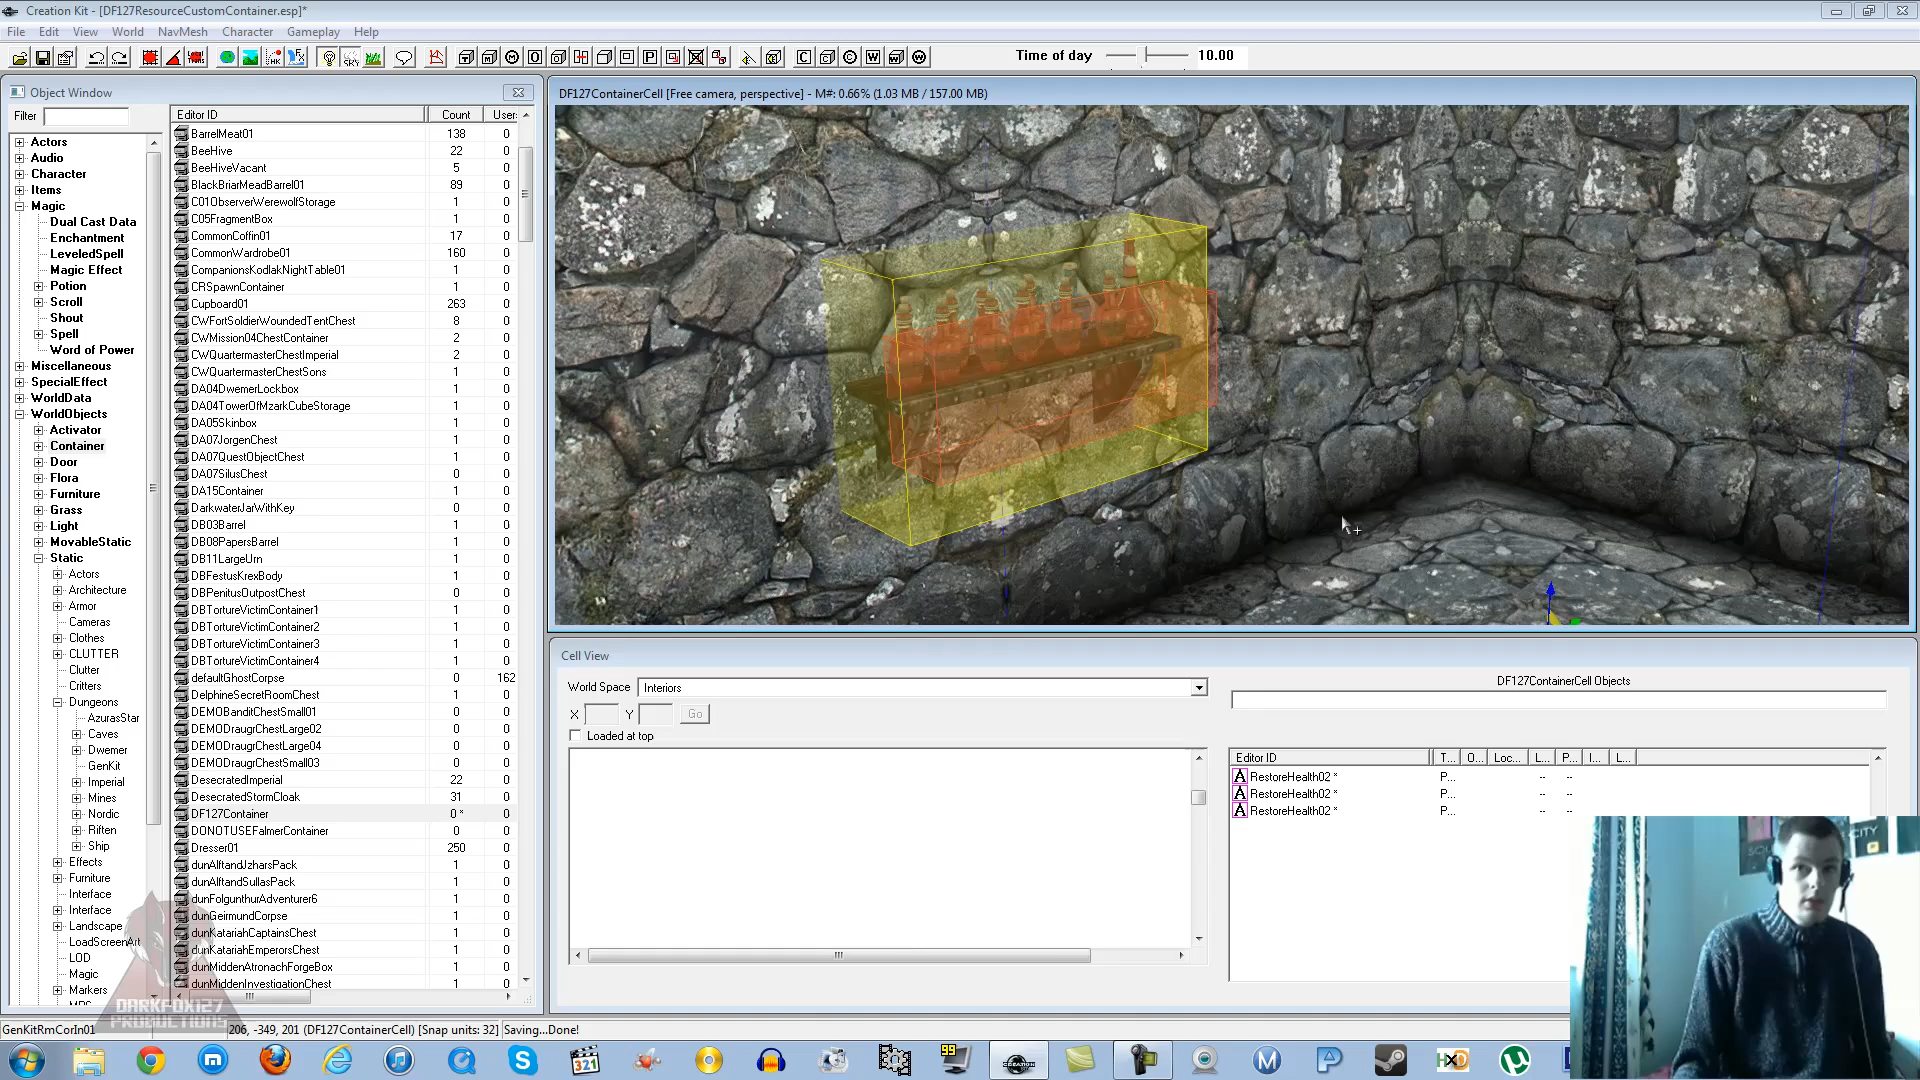 Creation Kit - [DF127ResourceCustomContainer.esp]*
File Edit View World NavMesh Character Gameplay Help
Time of day 10.00
Object Window
Filter
Actors
Audio
Character
Items
Magic
Dual Cast Data
Enchantment
LeveledSpell
Magic Effect
Potion
Scroll
Shout
Spell
Word of Power
Miscellaneous
SpecialEffect
WorldData
WorldObjects
Activator
Container
Door
Flora
Furniture
Grass
Light
MovableStatic
Static
Actors
Architecture
Armor
Cameras
Clothes
CLUTTER
Clutter
Critters
Dungeons
AzurasStar
Caves
Dwemer
GenKit
Imperial
Mines
Nordic
Riften
Ship
Effects
Furniture
Interface
Interface
Landscape
LoadScreenArt
LOD
Magic
Markers
Editor ID Count User
BarrelMeat01 138 0
BeeHive 22 0
BeeHiveVacant 5 0
BlackBriarMeadBarrel01 89 0
C01ObserverWerewolfStorage 1 0
C05FragmentBox 1 0
CommonCoffin01 17 0
CommonWardrobe01 160 0
CompanionsKodlakNightTable01 1 0
CRSpawnContainer 1 0
Cupboard01 263 0
CWFortSoldierWoundedTentChest 8 0
CWMission04ChestContainer 2 0
CWQuartermasterChestImperial 2 0
CWQuartermasterChestSons 1 0
DA04DwemerLockbox 1 0
DA04TowerOfMzarkCubeStorage 1 0
DA05Skinbox 1 0
DA07JorgenChest 1 0
DA07QuestObjectChest 1 0
DA07SilusChest 0 0
DA15Container 1 0
DarkwaterJarWithKey 0 0
DB03Barrel 1 0
DB08PapersBarrel 1 0
DB11LargeUrn 1 0
DBFestusKrexBody 1 0
DBPenitusOutpostChest 0 0
DBTortureVictimContainer1 1 0
DBTortureVictimContainer2 1 0
DBTortureVictimContainer3 1 0
DBTortureVictimContainer4 1 0
defaultGhostCorpse 0 162
DelphineSecretRoomChest 1 0
DEMOBanditChestSmall01 0 0
DEMODraugrChestLarge02 0 0
DEMODraugrChestLarge04 0 0
DEMODraugrChestSmall03 0 0
DesecratedImperial 22 0
DesecratedStormCloak 31 0
DF127Container 0 * 0
DONOTUSEFalmerContainer 0 0
Dresser01 250 0
dunAlftandJzharsPack 1 0
dunAlftandSullasPack 1 0
dunFolgunthurAdventurer6 1 0
dunGeirmundCorpse 1 0
dunKatariahCaptainsChest 1 0
dunKatariahEmperorsChest 1 0
dunMiddenAtronachForgeBox 1 0
dunMiddenInvestigationChest 1 0
DARKFOX127
PRODUCTIONS
DF127ContainerCell [Free camera, perspective] - M#: 0.66% (1.03 MB / 157.00 MB)
Cell View
World Space Interiors
X Y Go
Loaded at top
DF127ContainerCell Objects
Editor ID T... O... Loc... L... P... I... L...
RestoreHealth02 * P... -- --
RestoreHealth02 * P... -- --
RestoreHealth02 * P... -- --
CITY
GenKitRmCorIn01 206, -349, 201 (DF127ContainerCell) [Snap units: 32] Saving...Done!
321
99
HXD